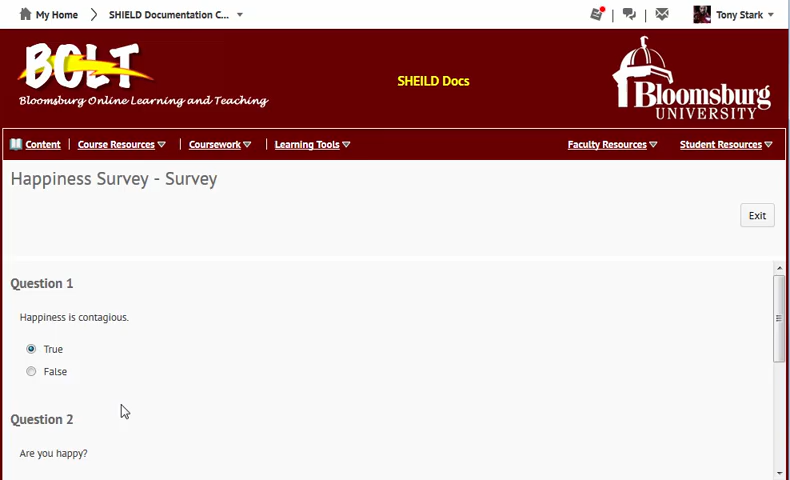 My Home
SHIELD Documentation C...
Tony Stark
BOLT
Bloomsburg Online Learning and Teaching
SHEILD Docs
Bloomsburg
UNIVERSITY
Content
Course Resources
Coursework
Learning Tools
Faculty Resources
Student Resources
Happiness Survey - Survey
Exit
Question 1
Happiness is contagious.
True
False
Question 2
Are you happy?